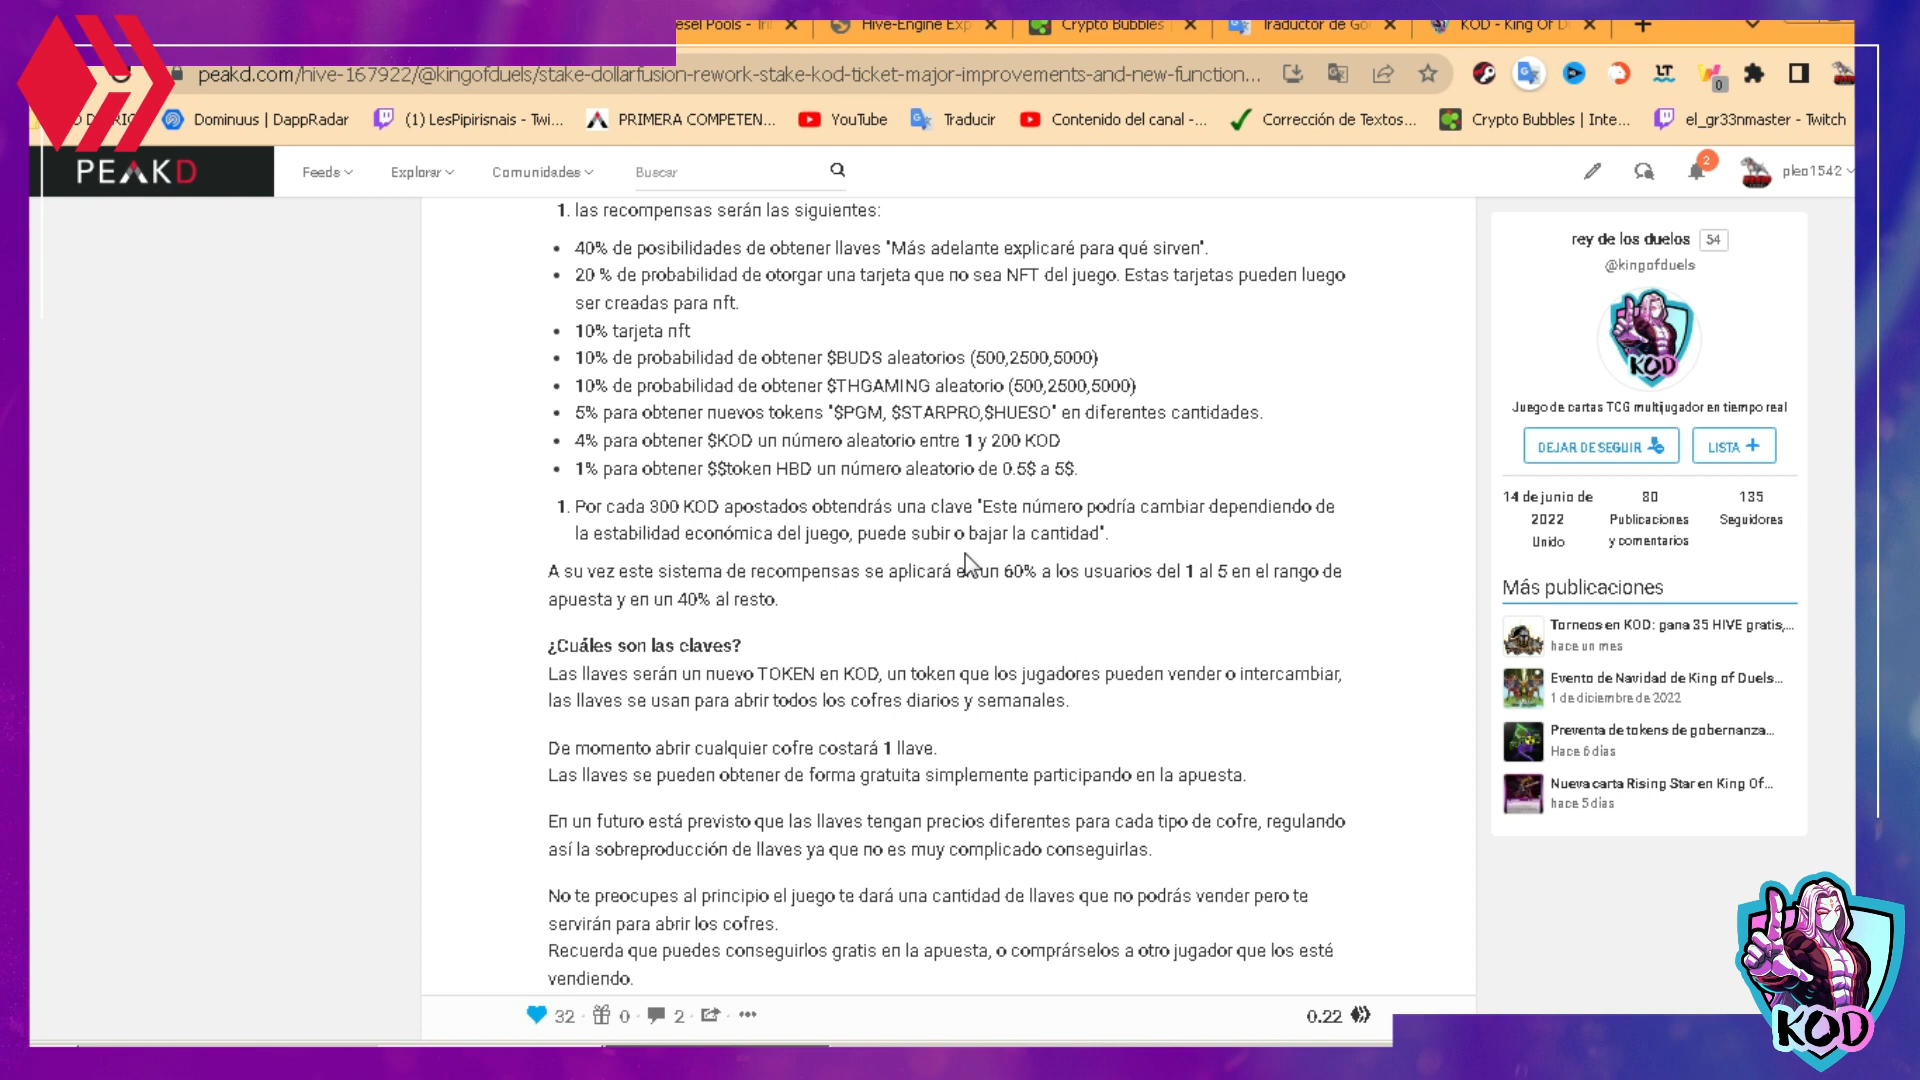 esel Pools - Tri
Hive-Engine Exp
Crypto Bubbles
Traductor de Go
KOD - King Of D
peakd.com/hive-167922/@kingofduels/stake-dollarfusion-rework-stake-kod-ticket-major-improvements-and-new-function...
0
Dominuus | DappRadar
(1) LesPipirisnais - Twi...
PRIMERA COMPETEN...
YouTube
Traducir
Contenido del canal -...
Corrección de Textos...
Crypto Bubbles | Inte...
el_gr33nmaster - Twitch
PEAKD
Feeds
Explorar
Comunidades
Buscar
2
pleo1542
1. las recompensas serán las siguientes:
• 40% de posibilidades de obtener llaves "Más adelante explicaré para qué sirven".
• 20 % de probabilidad de otorgar una tarjeta que no sea NFT del juego. Estas tarjetas pueden luego
ser creadas para nft.
• 10% tarjeta nft
• 10% de probabilidad de obtener $BUDS aleatorios (500,2500,5000)
• 10% de probabilidad de obtener $THGAMING aleatorio (500,2500,5000)
• 5% para obtener nuevos tokens "$PGM, $STARPRO,$HUESO" en diferentes cantidades.
• 4% para obtener $KOD un número aleatorio entre 1 y 200 KOD
• 1% para obtener $$token HBD un número aleatorio de 0.5$ a 5$.
1. Por cada 300 KOD apostados obtendrás una clave "Este número podría cambiar dependiendo de
la estabilidad económica del juego, puede subir o bajar la cantidad".
A su vez este sistema de recompensas se aplicará en un 60% a los usuarios del 1 al 5 en el rango de
apuesta y en un 40% al resto.
¿Cuáles son las claves?
Las llaves serán un nuevo TOKEN en KOD, un token que los jugadores pueden vender o intercambiar,
las llaves se usan para abrir todos los cofres diarios y semanales.
De momento abrir cualquier cofre costará 1 llave.
Las llaves se pueden obtener de forma gratuita simplemente participando en la apuesta.
En un futuro está previsto que las llaves tengan precios diferentes para cada tipo de cofre, regulando
así la sobreproducción de llaves ya que no es muy complicado conseguirlas.
No te preocupes al principio el juego te dará una cantidad de llaves que no podrás vender pero te
servirán para abrir los cofres.
Recuerda que puedes conseguirlos gratis en la apuesta, o comprárselos a otro jugador que los esté
vendiendo.
32 · 0 · 2 · · •••
0.22
rey de los duelos 54
@kingofduels
KOD
Juego de cartas TCG multijugador en tiempo real
DEJAR DE SEGUIR
LISTA +
14 de junio de 2022 Unido
80 Publicaciones y comentarios
135 Seguidores
Más publicaciones
Torneos en KOD: gana 35 HIVE gratis,...
hace un mes
Evento de Navidad de King of Duels...
1 de diciembre de 2022
Preventa de tokens de gobernanza...
Hace 6 días
Nueva carta Rising Star en King Of...
hace 5 días
KOD